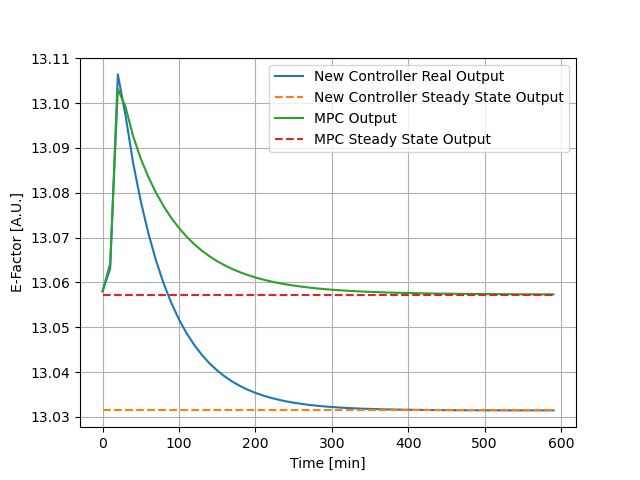 13.11
13.10
13.09
13.08
13.07
13.06
13.05
13.04
13.03
E-Factor [A.U.]
New Controller Real Output
New Controller Steady State Output
MPC Output
MPC Steady State Output
0 100 200 300 400 500 600
Time [min]